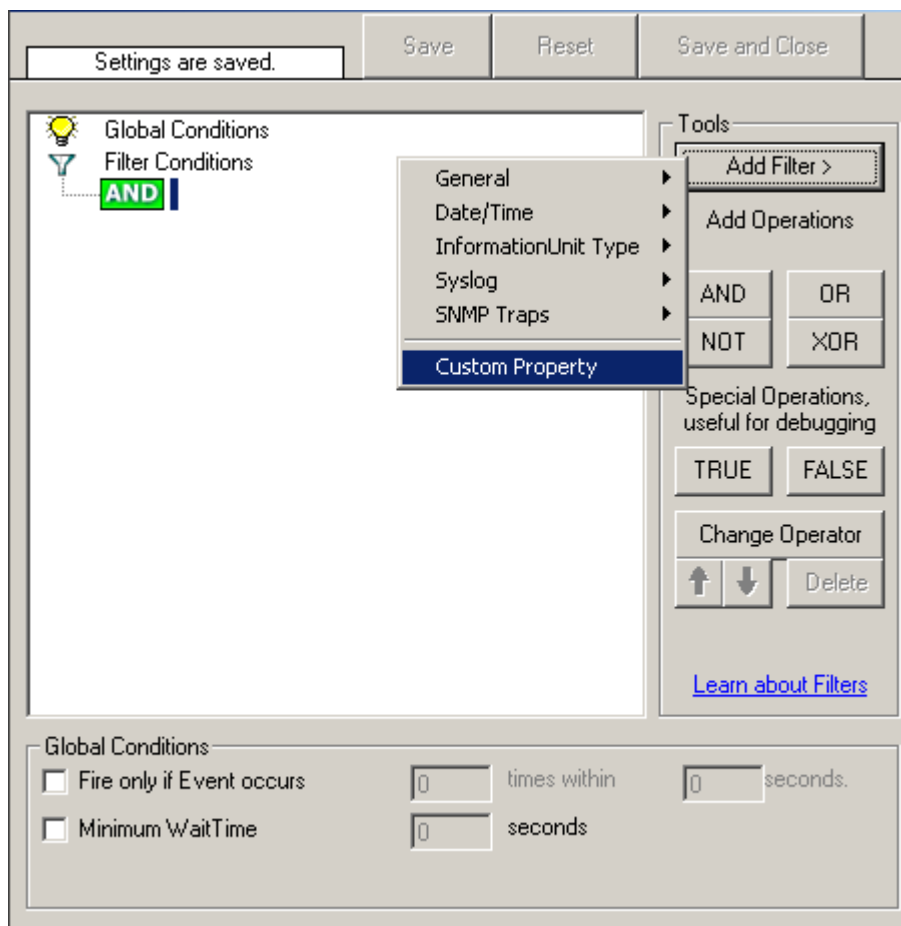 Settings are saved.
Save
Reset
Save and Close
Global Conditions
Filter Conditions
AND
General
Date/Time
InformationUnit Type
Syslog
SNMP Traps
Custom Property
Tools
Add Filter >
Add Operations
AND
OR
NOT
XOR
Special Operations,
useful for debugging
TRUE
FALSE
Change Operator
Delete
Learn about Filters
Global Conditions
Fire only if Event occurs
0
times within
0
seconds.
Minimum WaitTime
0
seconds